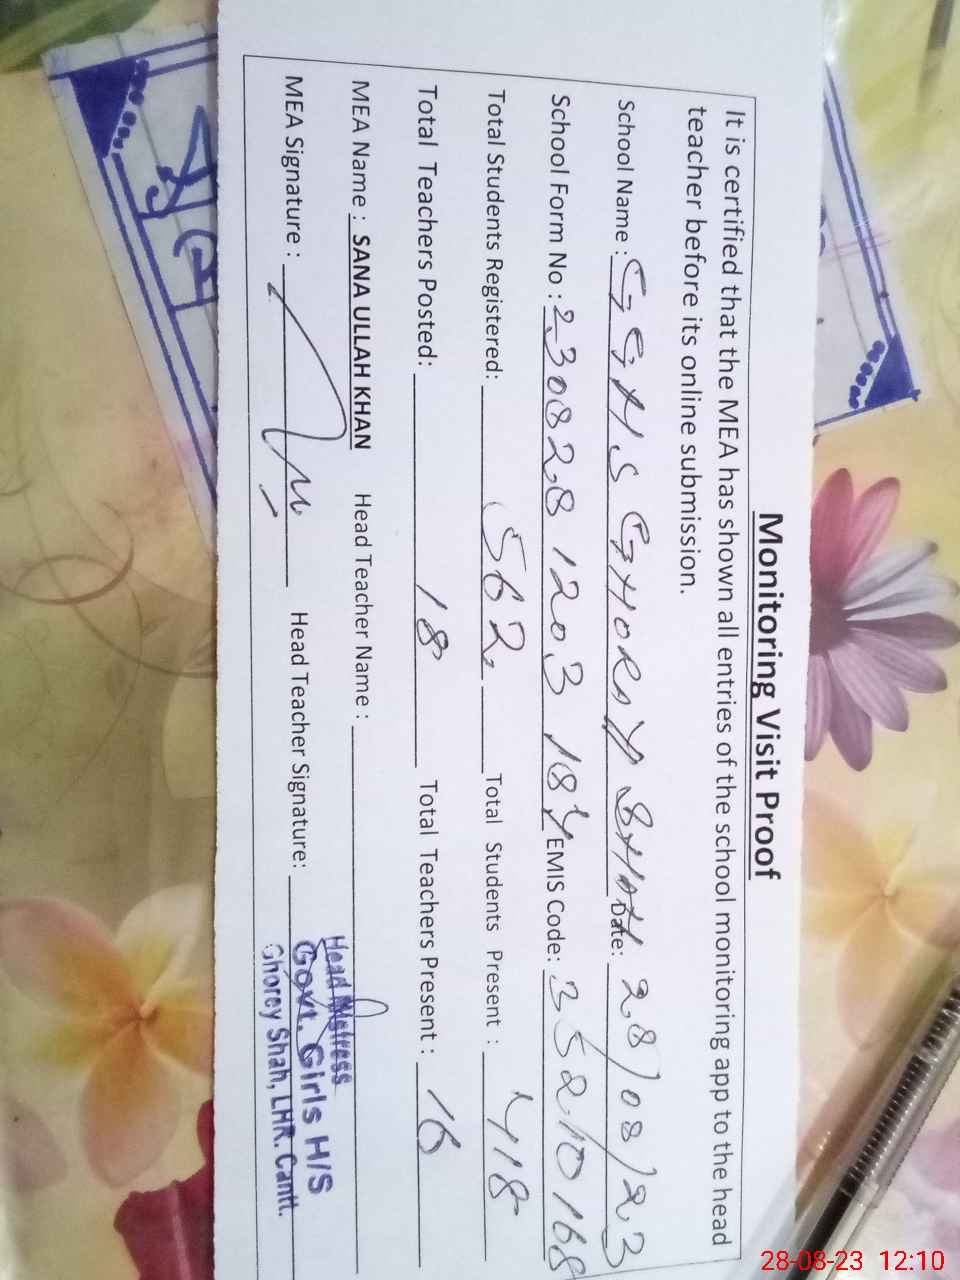 Monitoring Visit Proof
It is certified that the MEA has shown all entries of the school monitoring app to the head
teacher before its online submission.
School Name : GGHS GHORAY SHAH Date: 28/08/23
School Form No : 230828 1203 184 EMIS Code: 35210168
Total Students Registered: 562 Total Students Present : 418
Total Teachers Posted: 18 Total Teachers Present : 16
MEA Name : SANA ULLAH KHAN Head Teacher Name :
MEA Signature : Head Teacher Signature:
Head Mistress
Govt. Girls H/S
Ghorey Shah, LHR. Cantt.
28-08-23 12:10